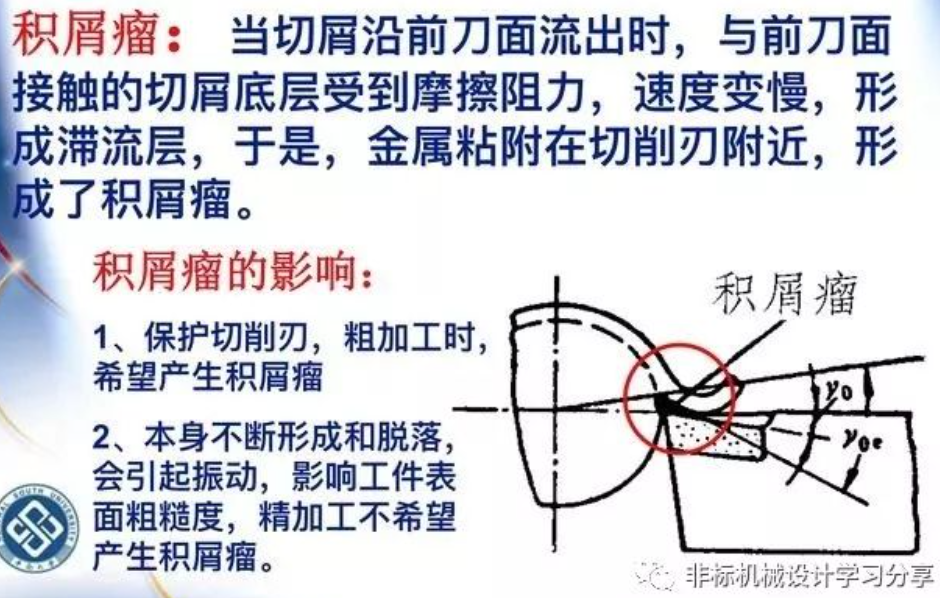 积屑瘤：当切屑沿前刀面流出时，与前刀面
接触的切屑底层受到摩擦阻力，速度变慢，形
成滞流层，于是，金属粘附在切削刃附近，形
成了积屑瘤。
积屑瘤的影响：
1、保护切削刃，粗加工时，
希望产生积屑瘤
2、本身不断形成和脱落，
会引起振动，影响工件表
面粗糙度，精加工不希望
产生积屑瘤。
积屑瘤
γ0
γ0e
非标机械设计学习分享